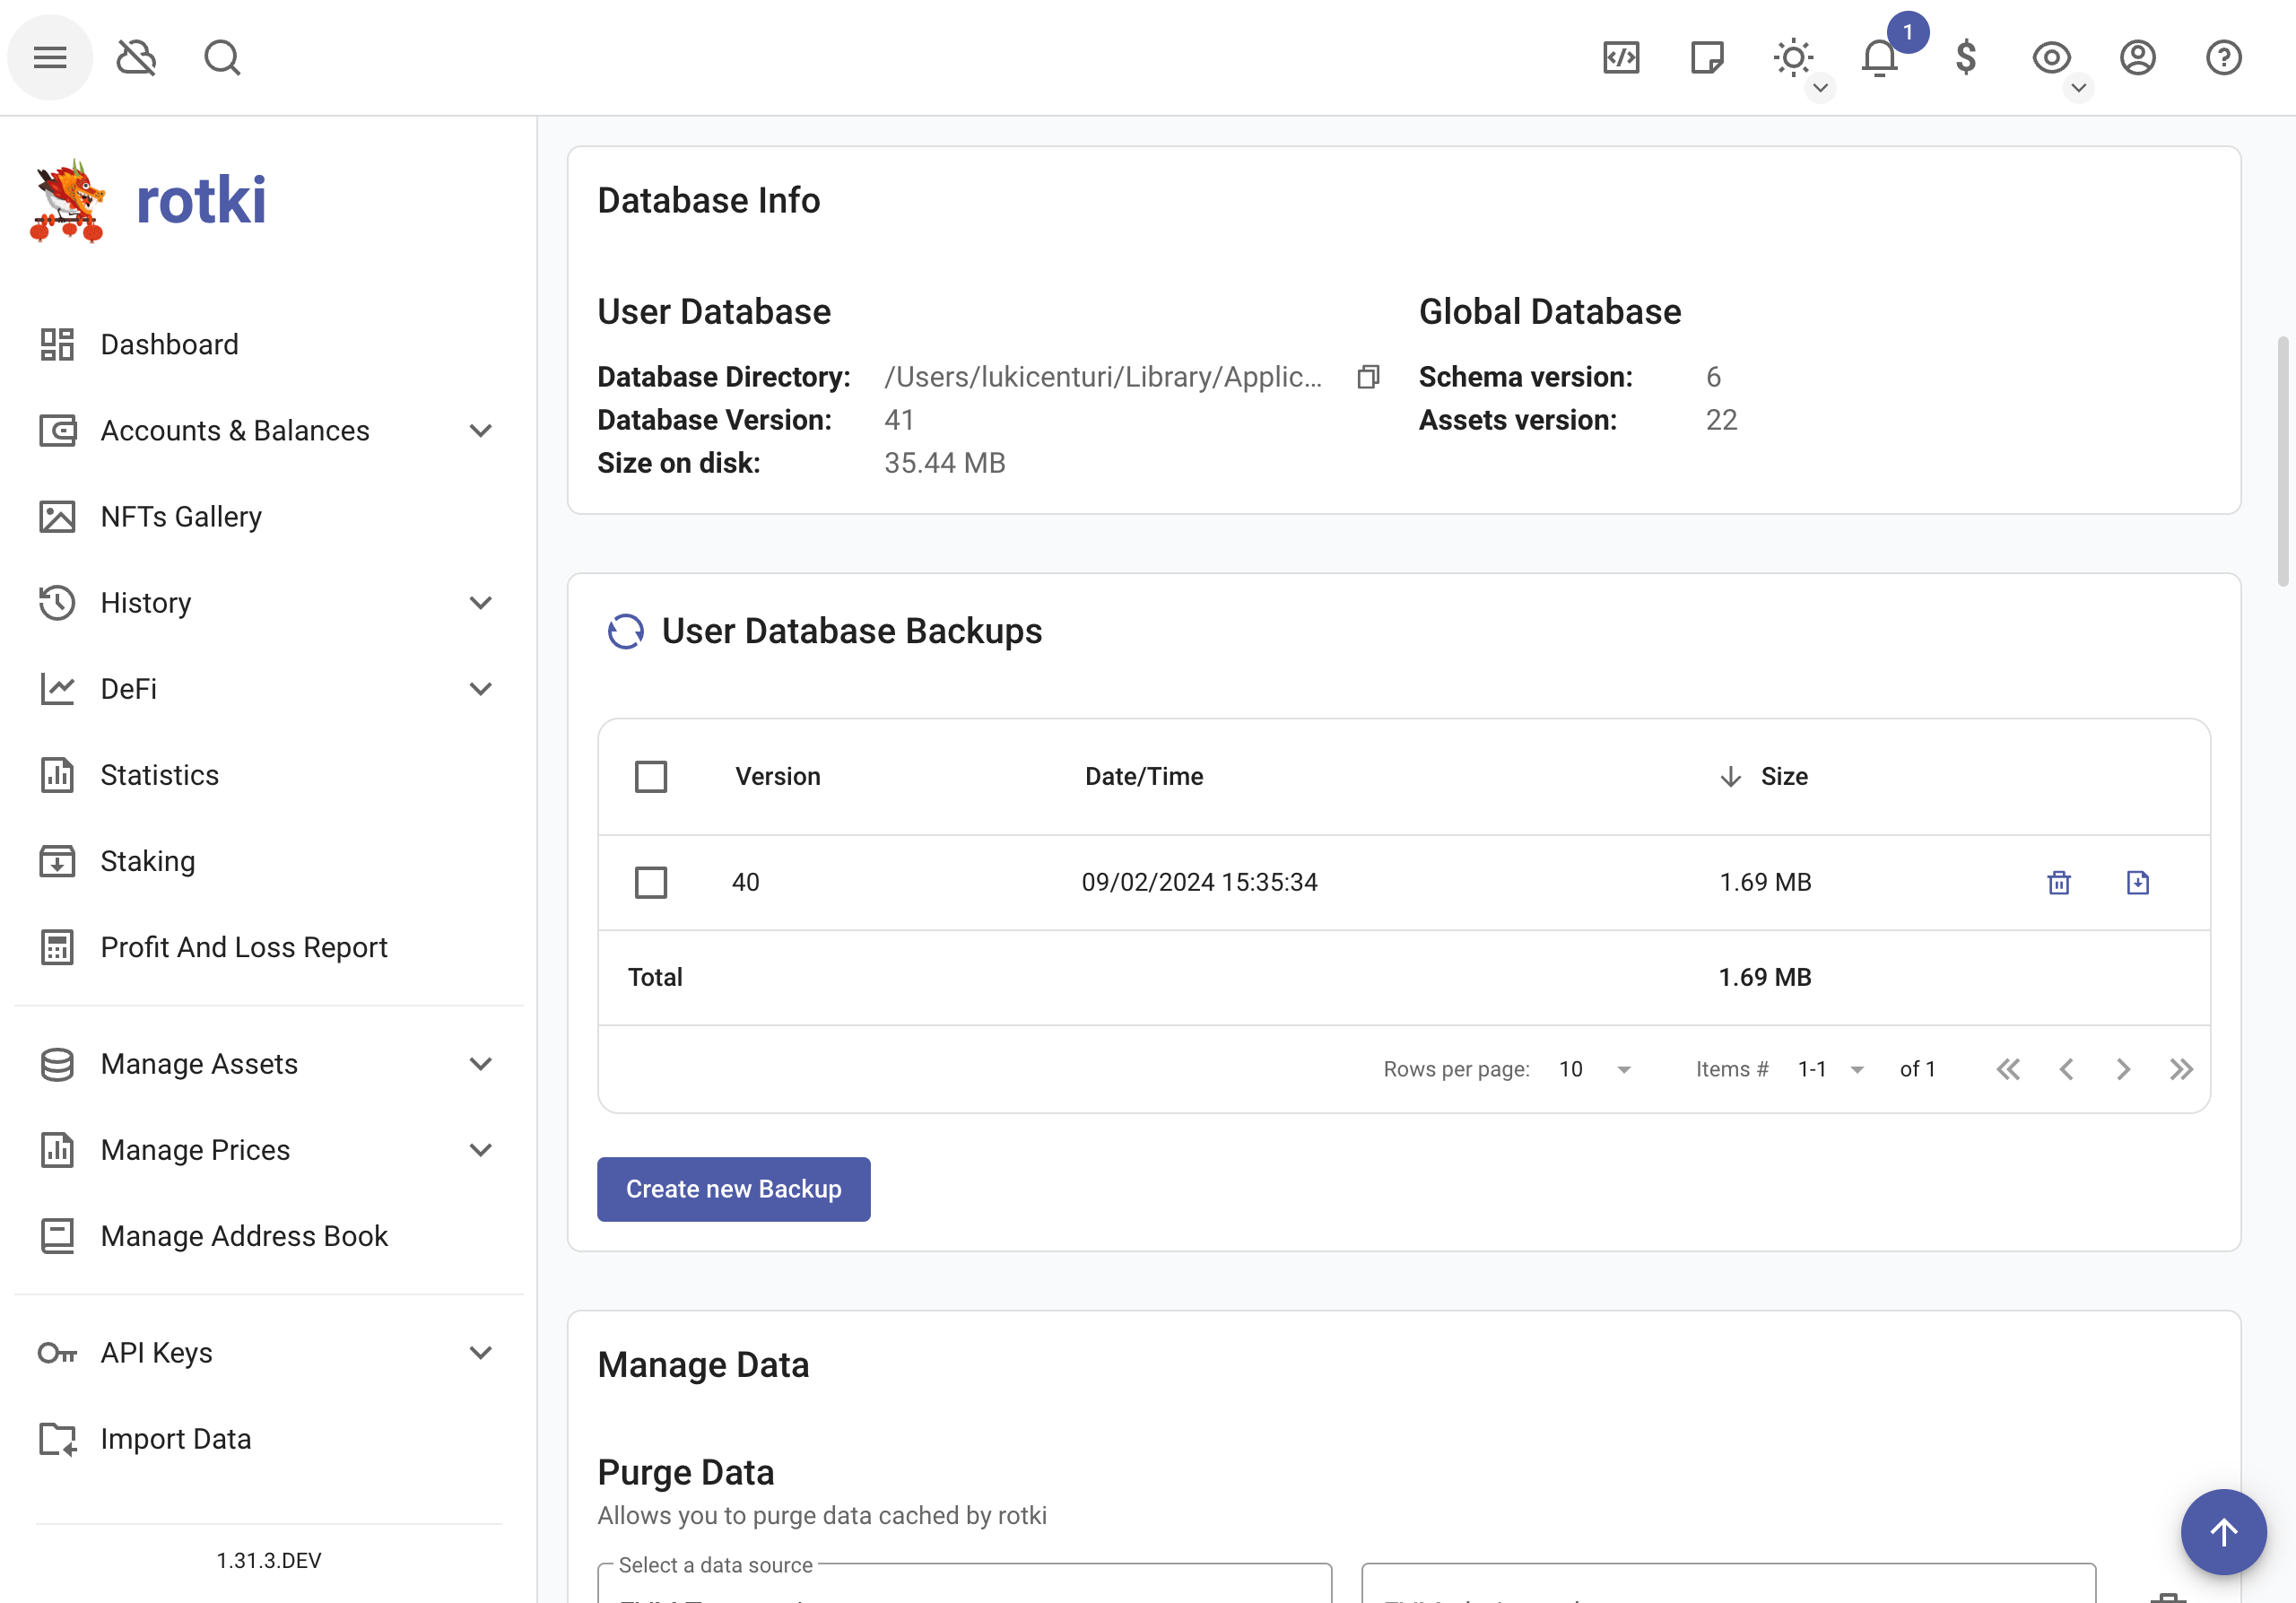 1
rotki
Dashboard
Accounts & Balances
NFTs Gallery
History
DeFi
Statistics
Staking
Profit And Loss Report
Manage Assets
Manage Prices
Manage Address Book
API Keys
Import Data
1.31.3.DEV
Database Info
User Database
Database Directory: /Users/lukicenturi/Library/Applic...
Database Version: 41
Size on disk: 35.44 MB
Global Database
Schema version: 6
Assets version: 22
User Database Backups
Version Date/Time Size
40 09/02/2024 15:35:34 1.69 MB
Total 1.69 MB
Rows per page: 10 Items # 1-1 of 1
Create new Backup
Manage Data
Purge Data
Allows you to purge data cached by rotki
Select a data source